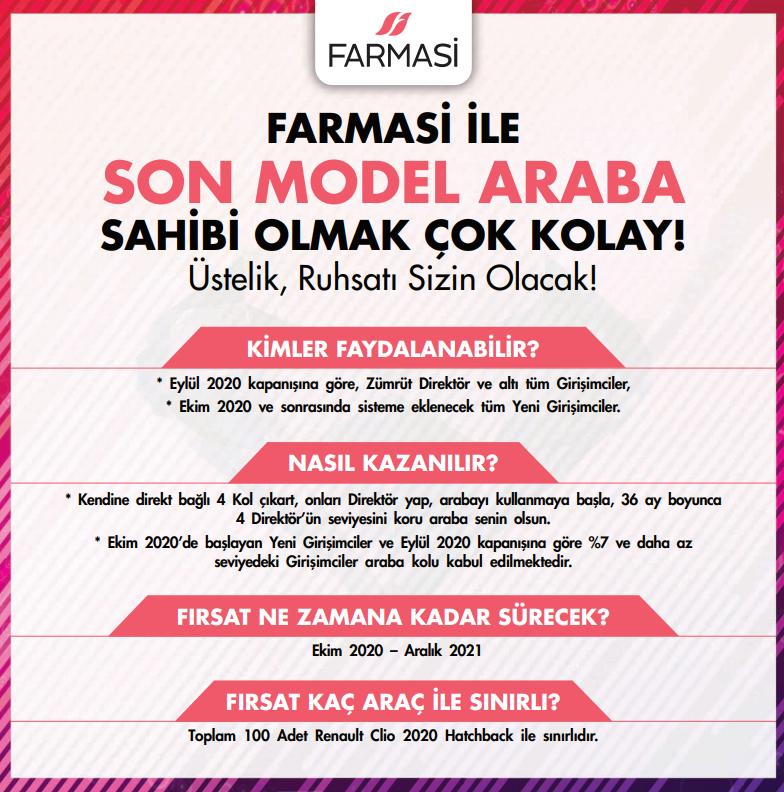 FARMASİ
FARMASİ İLE
SON MODEL ARABA
SAHİBİ OLMAK ÇOK KOLAY!
Üstelik, Ruhsatı Sizin Olacak!
KİMLER FAYDALANABİLİR?
* Eylül 2020 kapanışına göre, Zümrüt Direktör ve altı tüm Girişimciler,
* Ekim 2020 ve sonrasında sisteme eklenecek tüm Yeni Girişimciler.
NASIL KAZANILIR?
* Kendine direkt bağlı 4 Kol çıkart, onları Direktör yap, arabayı kullanmaya başla, 36 ay boyunca
4 Direktör'ün seviyesini koru araba senin olsun.
* Ekim 2020'de başlayan Yeni Girişimciler ve Eylül 2020 kapanışına göre %7 ve daha az
seviyedeki Girişimciler araba kolu kabul edilmektedir.
FIRSAT NE ZAMANA KADAR SÜRECEK?
Ekim 2020 – Aralık 2021
FIRSAT KAÇ ARAÇ İLE SINIRLI?
Toplam 100 Adet Renault Clio 2020 Hatchback ile sınırlıdır.